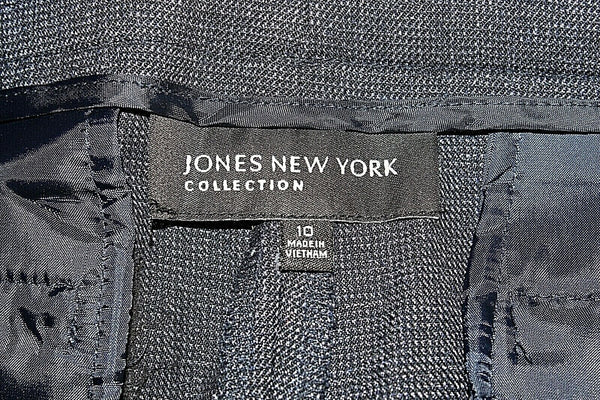 JONES NEW YORK
COLLECTION
10
MADE IN
VIETNAM